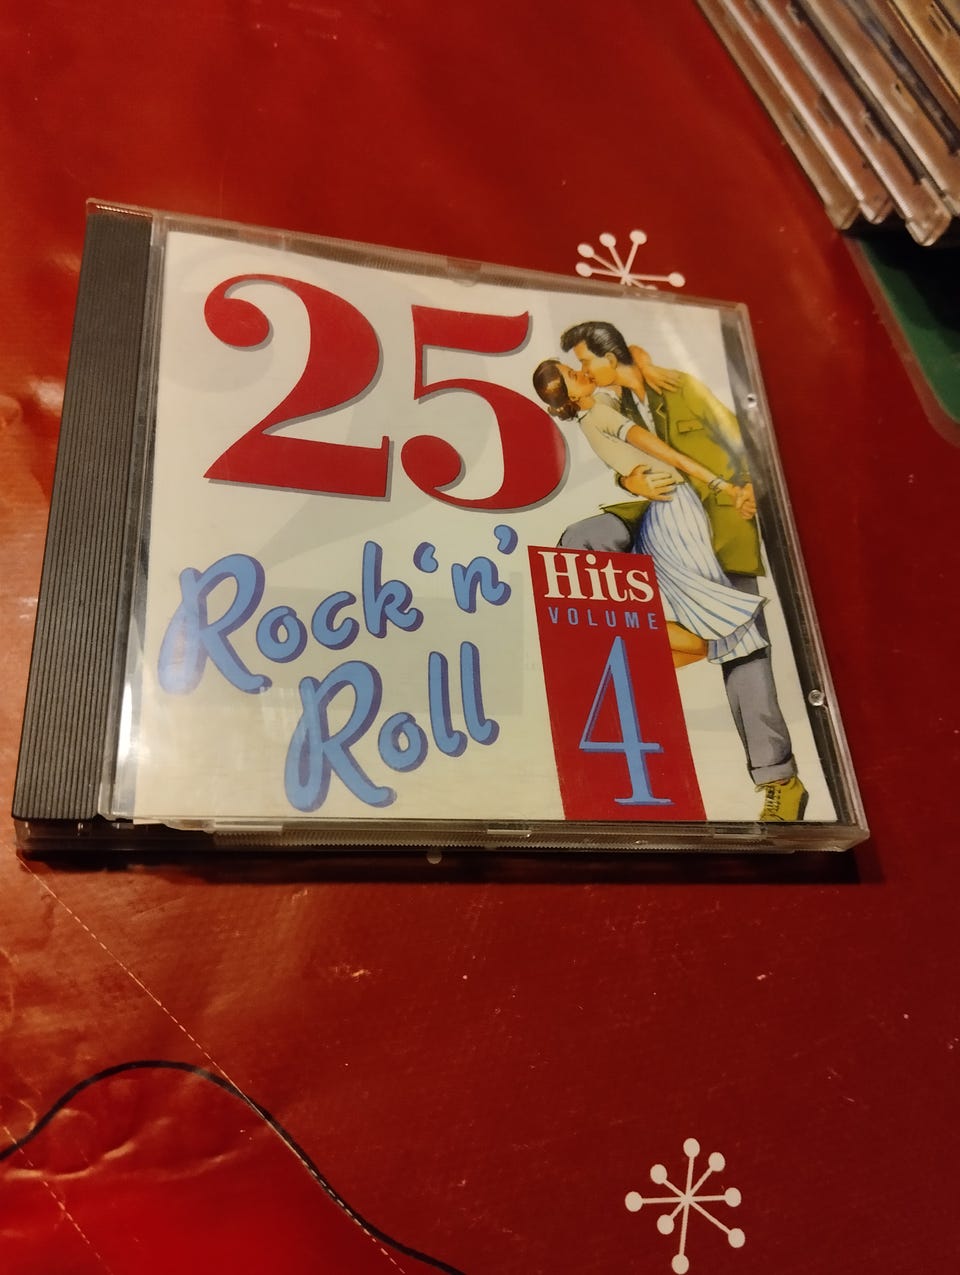 25
Rock 'n'
Roll
Hits
VOLUME
4